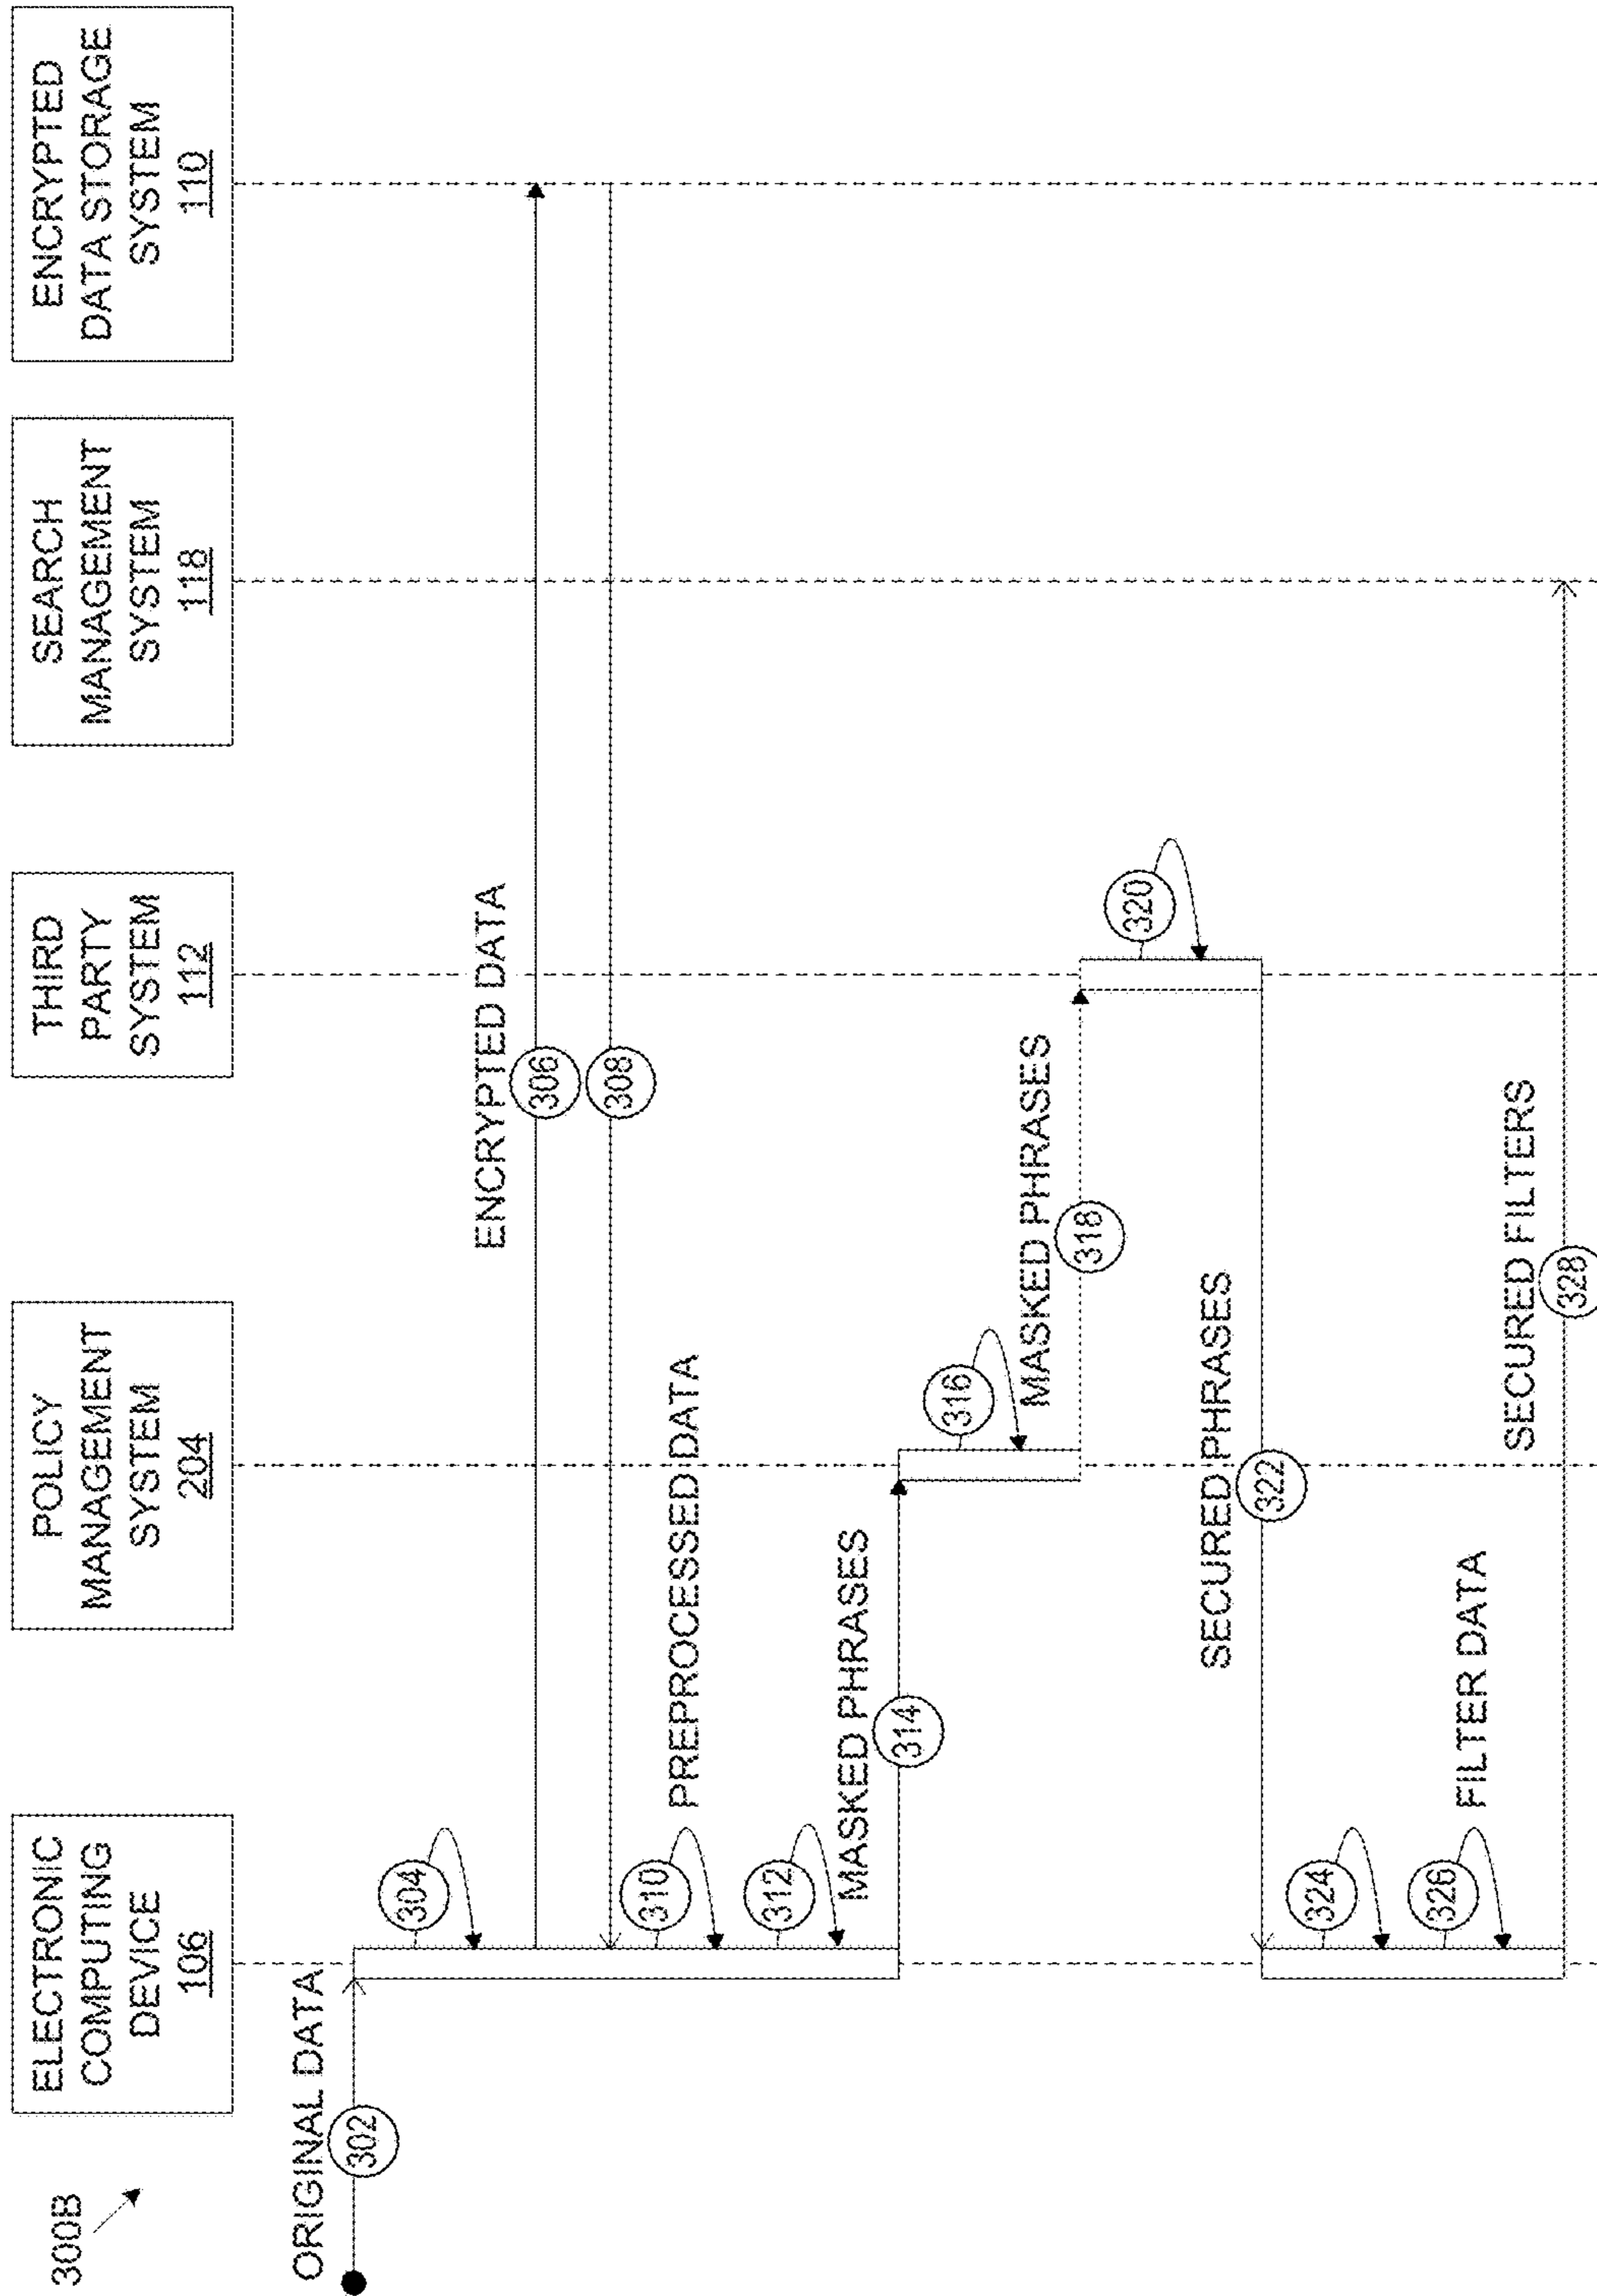 300B
ELECTRONIC
COMPUTING
DEVICE
106
POLICY
MANAGEMENT
SYSTEM
204
THIRD
PARTY
SYSTEM
112
SEARCH
MANAGEMENT
SYSTEM
118
ENCRYPTED
DATA STORAGE
SYSTEM
110
ORIGINAL DATA
302
304
ENCRYPTED DATA
306
308
310
PREPROCESSED DATA
312
MASKED PHRASES
314
316
MASKED PHRASES
318
320
SECURED PHRASES
322
324
326
FILTER DATA
SECURED FILTERS
328